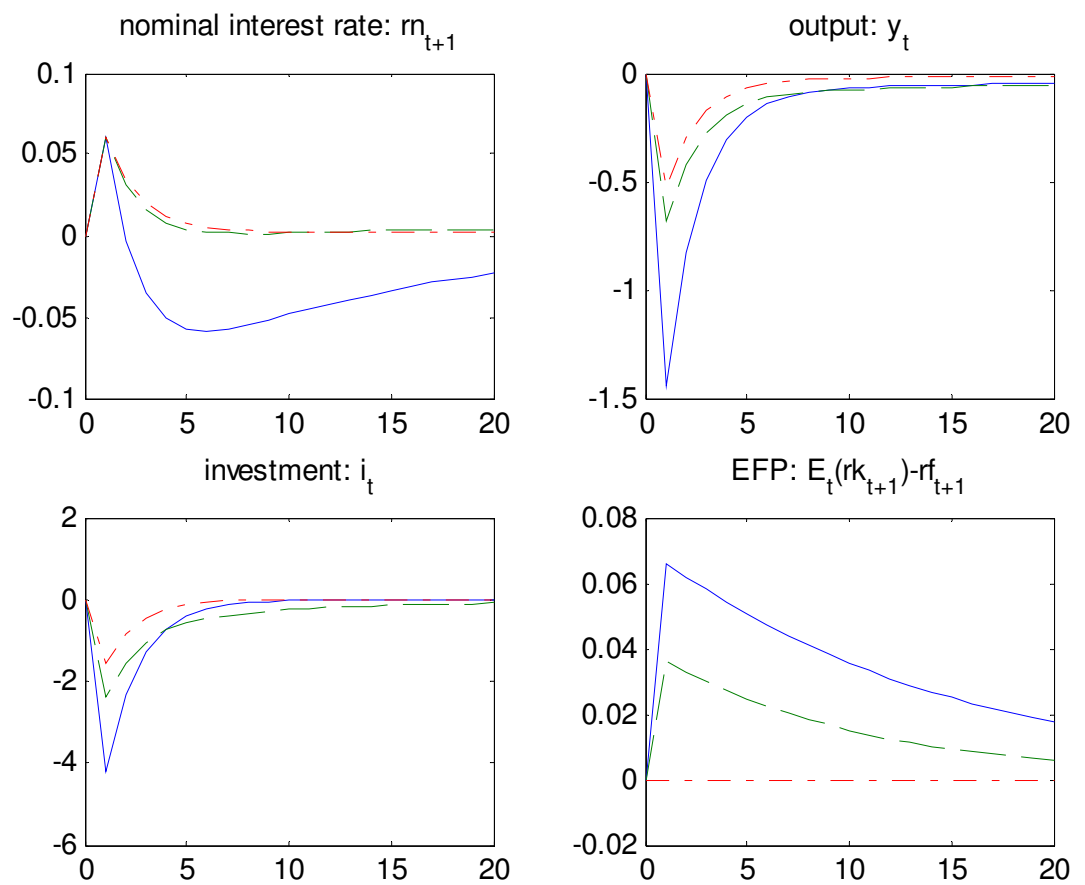 nominal interest rate: rn_{t+1}
0.1
0.05
0
-0.05
-0.1
0 5 10 15 20
output: y_t
0
-0.5
-1
-1.5
0 5 10 15 20
investment: i_t
2
0
-2
-4
-6
0 5 10 15 20
EFP: E_t(rk_{t+1})-rf_{t+1}
0.08
0.06
0.04
0.02
0
-0.02
0 5 10 15 20